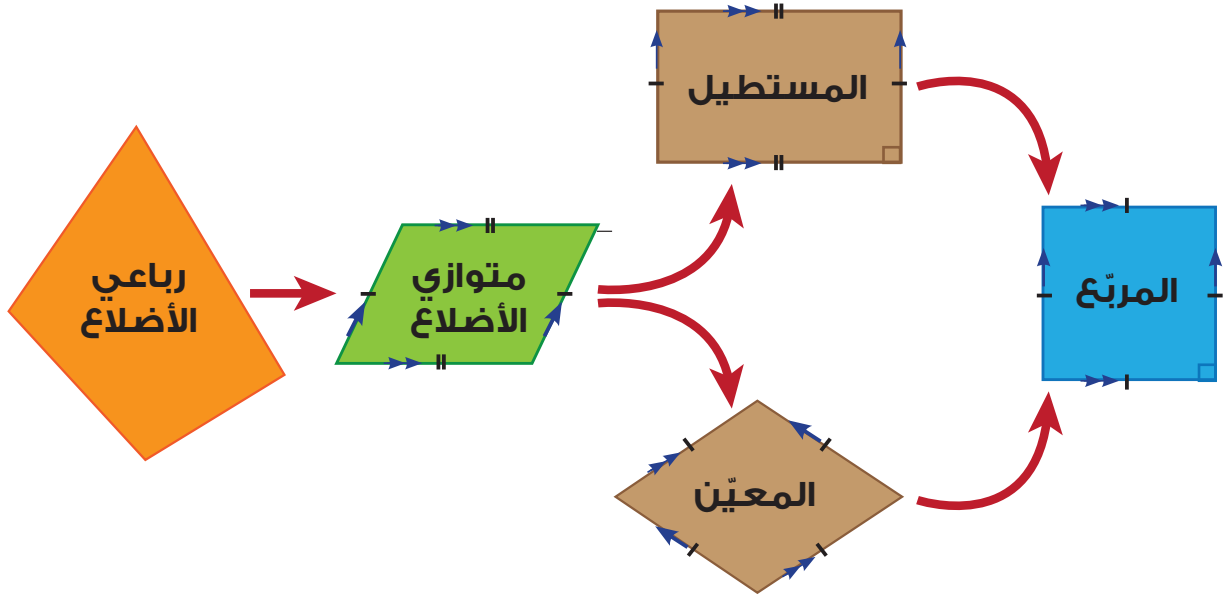 رباعي
الأضلاع
متوازي
الأضلاع
المستطيل
المعيّن
المربّع